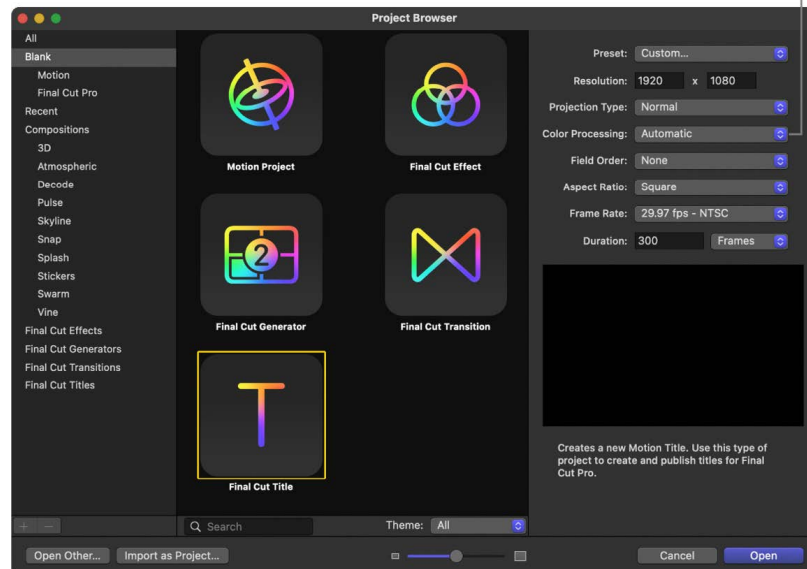 Project Browser
All
Blank
Motion
Final Cut Pro
Recent
Compositions
3D
Atmospheric
Decode
Pulse
Skyline
Snap
Splash
Stickers
Swarm
Vine
Final Cut Effects
Final Cut Generators
Final Cut Transitions
Final Cut Titles
Motion Project
Final Cut Effect
2
Final Cut Generator
Final Cut Transition
T
Final Cut Title
Preset: Custom...
Resolution: 1920 x 1080
Projection Type: Normal
Color Processing: Automatic
Field Order: None
Aspect Ratio: Square
Frame Rate: 29.97 fps - NTSC
Duration: 300 Frames
Creates a new Motion Title. Use this type of
project to create and publish titles for Final
Cut Pro.
+ −
Search
Theme: All
Open Other... Import as Project...
Cancel Open